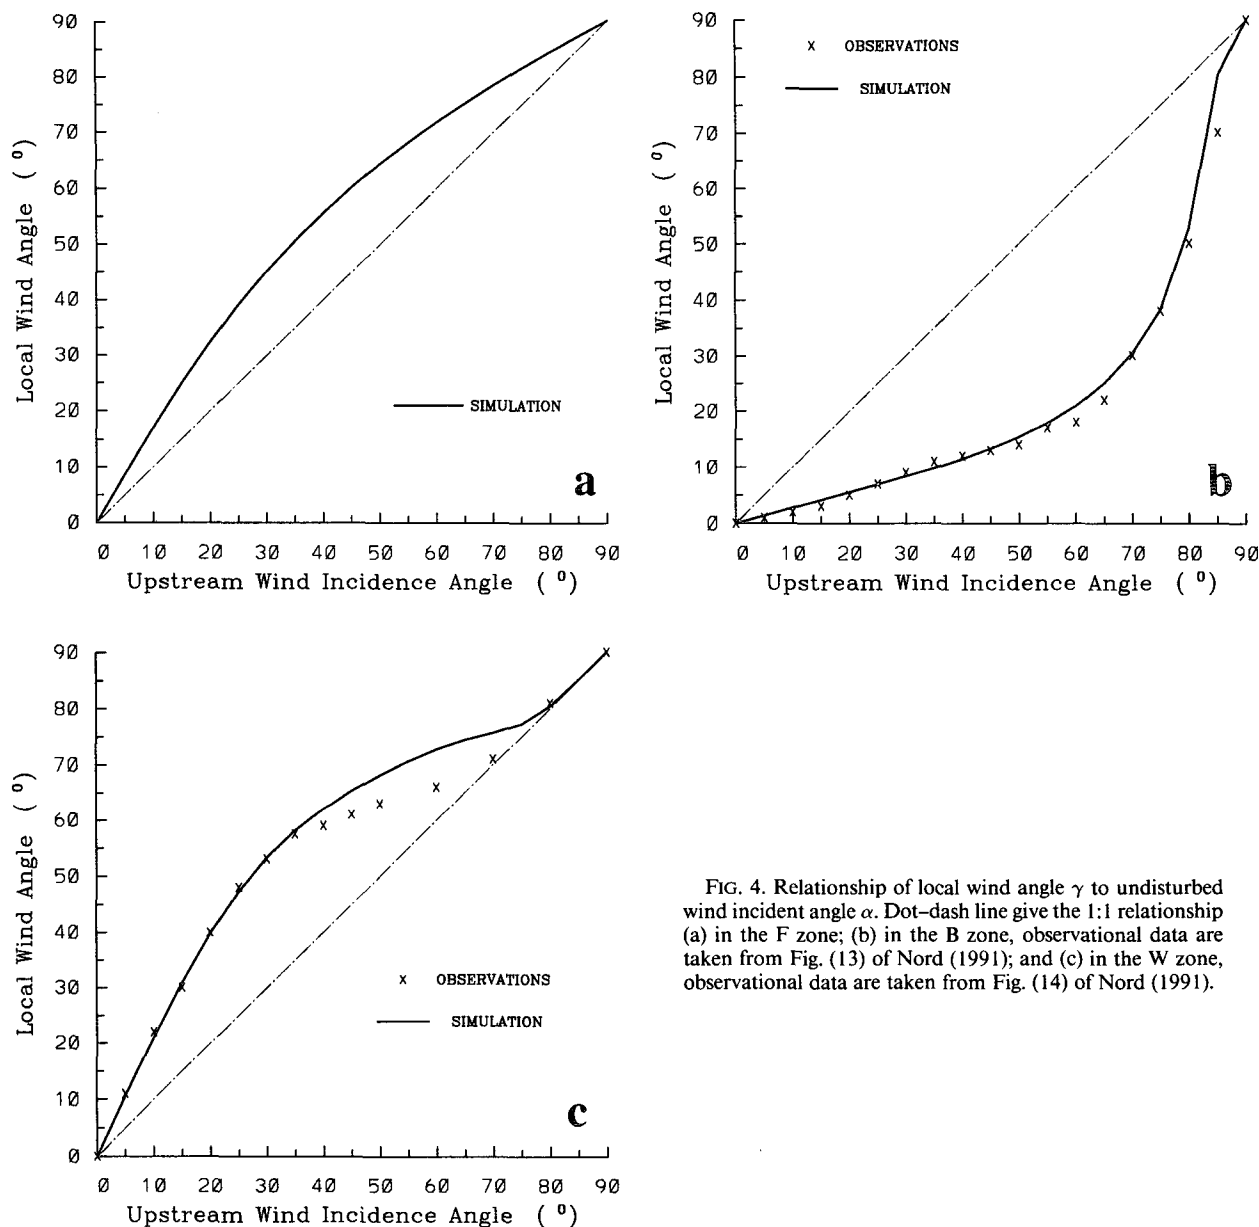 90
80
70
60
50
40
30
20
10
0
Local Wind Angle ( º)
SIMULATION
a
0 10 20 30 40 50 60 70 80 90
Upstream Wind Incidence Angle ( º)
90
80
70
60
50
40
30
20
10
0
Local Wind Angle ( º)
x OBSERVATIONS
SIMULATION
b
0 10 20 30 40 50 60 70 80 90
Upstream Wind Incidence Angle ( º)
90
80
70
60
50
40
30
20
10
0
Local Wind Angle ( º)
x OBSERVATIONS
SIMULATION
c
0 10 20 30 40 50 60 70 80 90
Upstream Wind Incidence Angle ( º)
FIG. 4. Relationship of local wind angle γ to undisturbed
wind incident angle α. Dot–dash line give the 1:1 relationship
(a) in the F zone; (b) in the B zone, observational data are
taken from Fig. (13) of Nord (1991); and (c) in the W zone,
observational data are taken from Fig. (14) of Nord (1991).